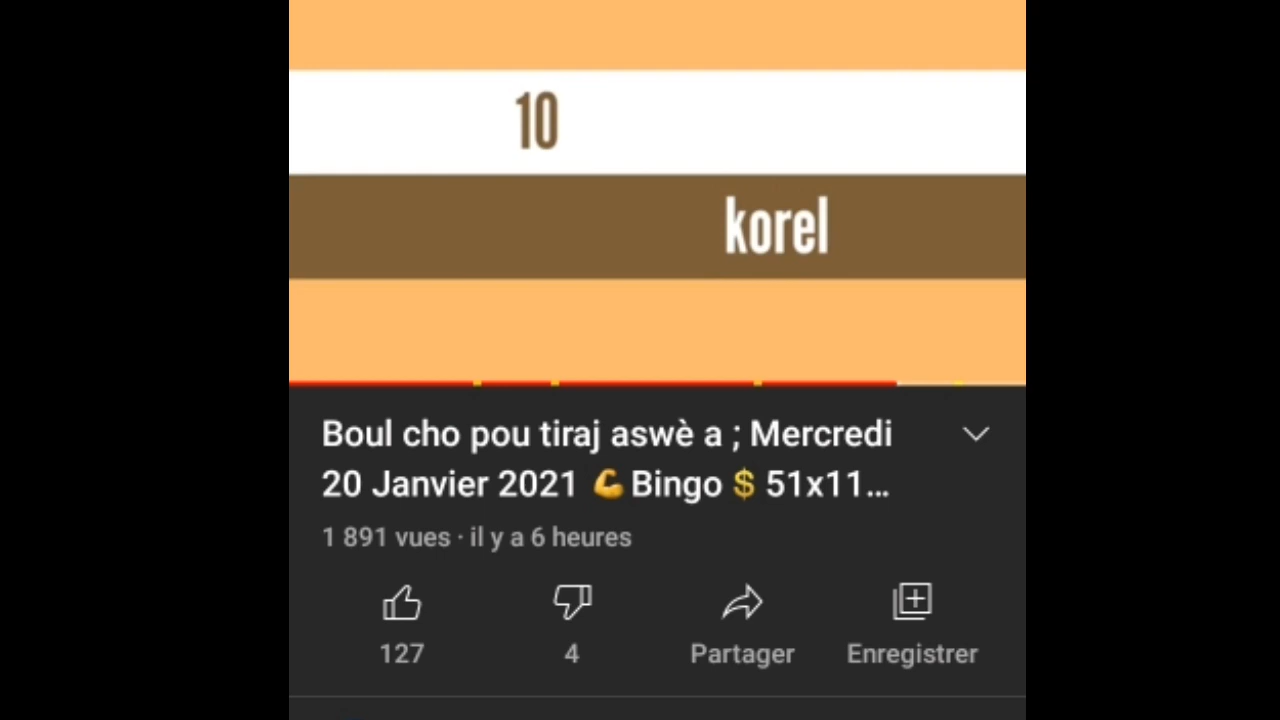 10
korel
Boul cho pou tiraj aswè a ; Mercredi
20 Janvier 2021 💪Bingo 💲 51x11...
1 891 vues · il y a 6 heures
127 4 Partager Enregistrer